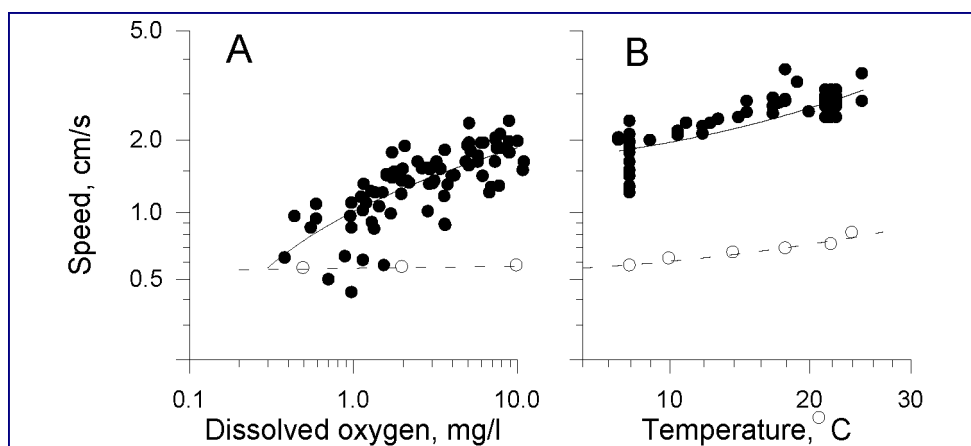 5.0
A
B
2.0
1.0
0.5
Speed, cm/s
0.1
1.0
10.0
10
20
30
Dissolved oxygen, mg/l
Temperature, ○ C